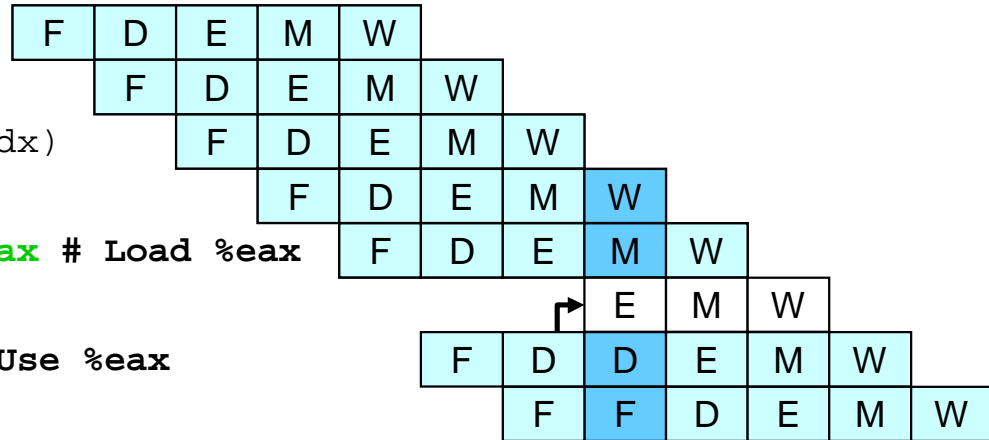 F D E M W
F D E M W
dx) F D E M W
F D E M W
ax # Load %eax F D E M W
E M W
Use %eax F D D E M W
F F D E M W